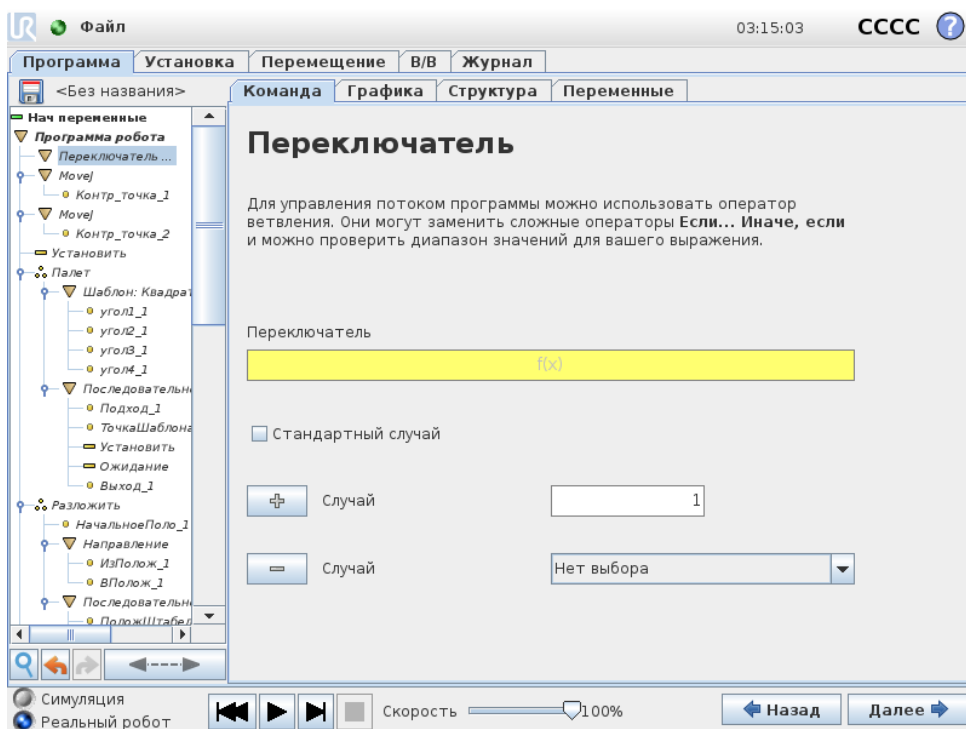 UR Файл 03:15:03 CCCC ?
Программа Установка Перемещение В/В Журнал
<Без названия>
Команда Графика Структура Переменные
Нач переменные
Программа робота
Переключатель ...
MoveJ
Контр_точка_1
MoveJ
Контр_точка_2
Установить
Палет
Шаблон: Квадрат
угол1_1
угол2_1
угол3_1
угол4_1
Подход_1
Установить
Ожидание
Выход_1
Разложить
НачальноеПоло_1
Направление
ИзПолож_1
ВПолож_1
Переключатель
Для управления потоком программы можно использовать оператор
ветвления. Они могут заменить сложные операторы Если... Иначе, если
и можно проверить диапазон значений для вашего выражения.
Переключатель
f(x)
Стандартный случай
Случай 1
Случай Нет выбора
Симуляция
Реальный робот
Скорость 100%
Назад Далее